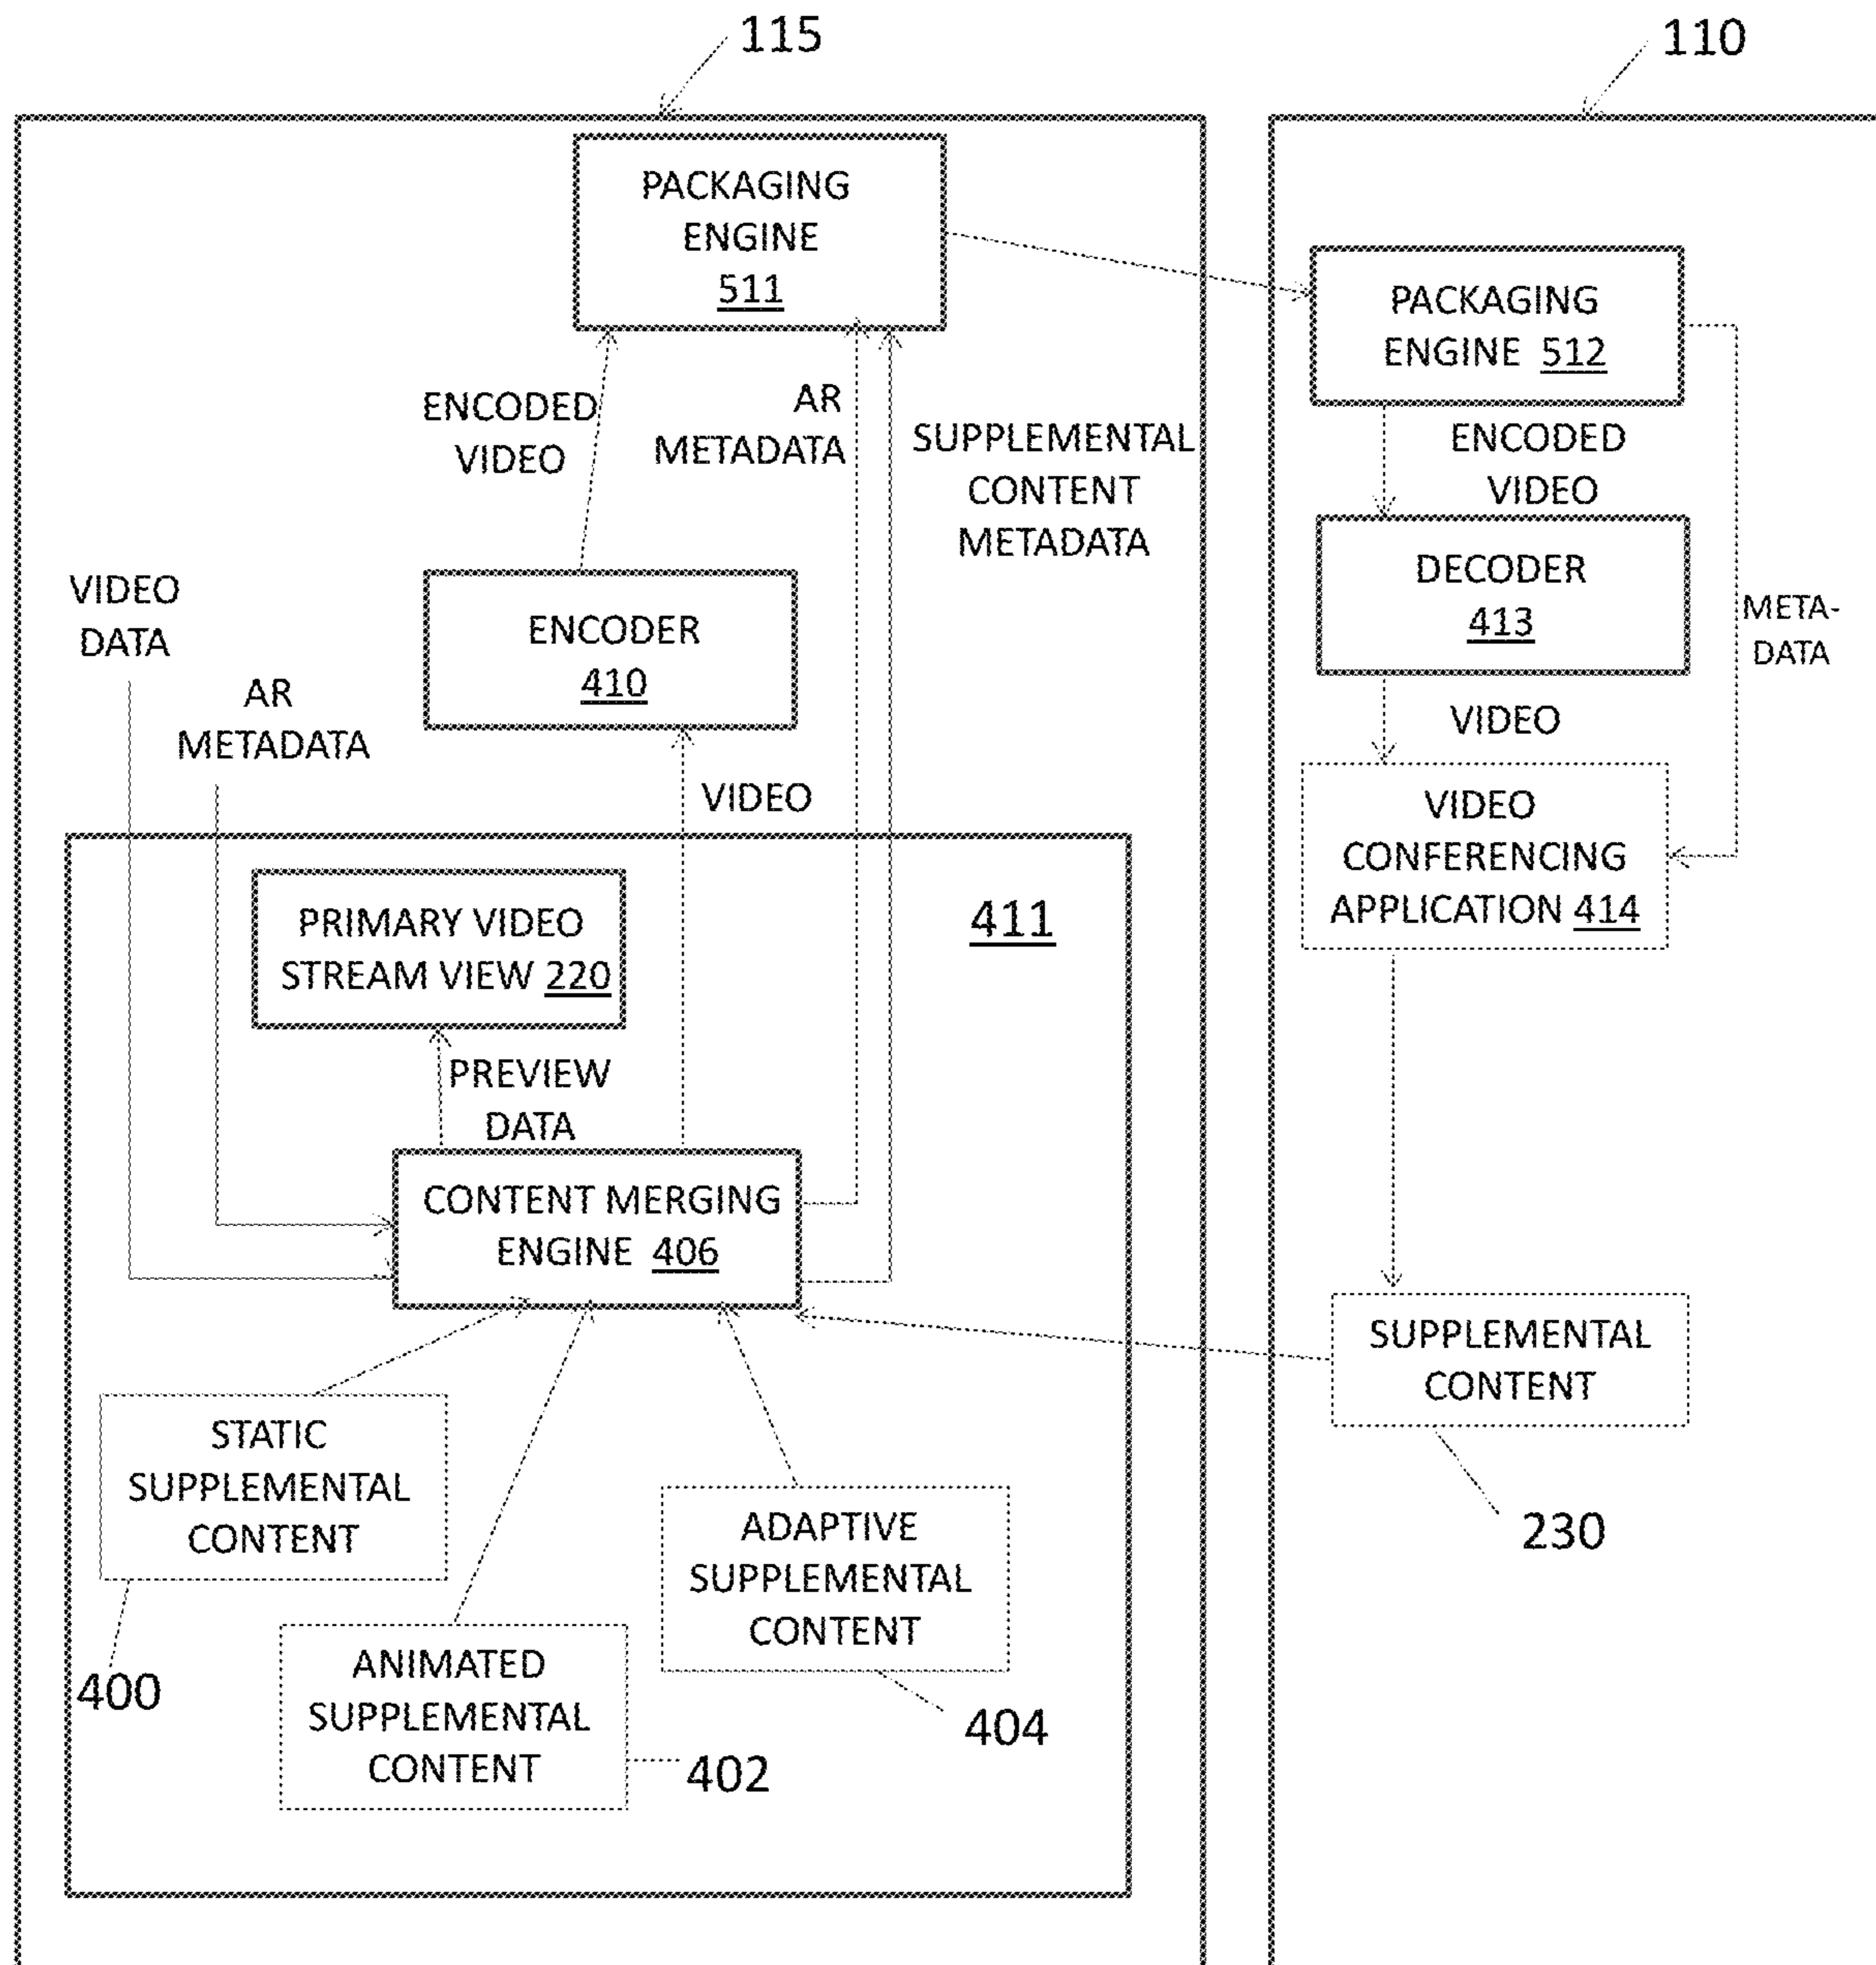 115
110
PACKAGING
ENGINE
511
PACKAGING
ENGINE 512
ENCODED
VIDEO
AR
METADATA
SUPPLEMENTAL
CONTENT
METADATA
ENCODED
VIDEO
VIDEO
DATA
ENCODER
410
DECODER
413
META-
DATA
AR
METADATA
VIDEO
VIDEO
VIDEO
CONFERENCING
APPLICATION 414
PRIMARY VIDEO
STREAM VIEW 220
411
PREVIEW
DATA
CONTENT MERGING
ENGINE 406
SUPPLEMENTAL
CONTENT
230
STATIC
SUPPLEMENTAL
CONTENT
400
ADAPTIVE
SUPPLEMENTAL
CONTENT
404
ANIMATED
SUPPLEMENTAL
CONTENT
402